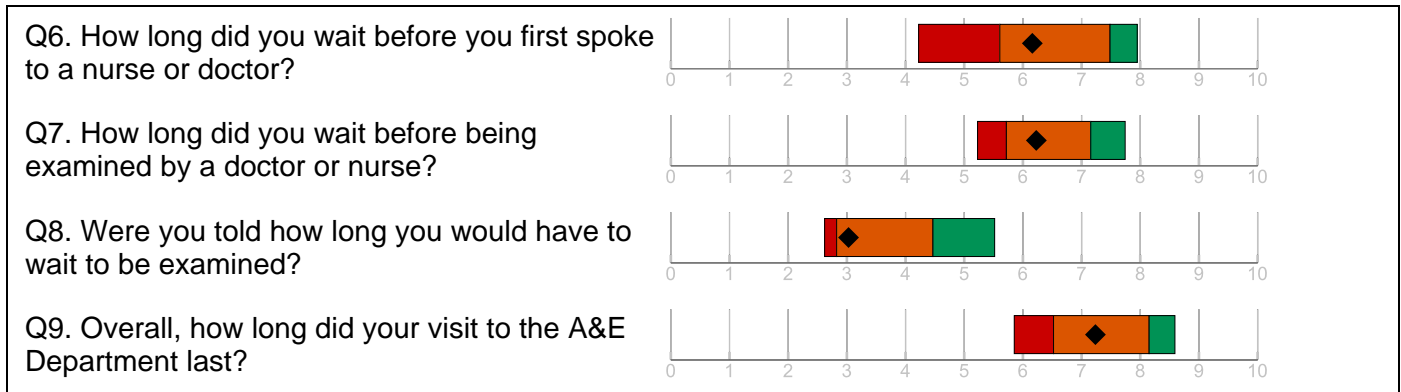 Q6. How long did you wait before you first spoke
to a nurse or doctor?
0 1 2 3 4 5 6 7 8 9 10
Q7. How long did you wait before being
examined by a doctor or nurse?
0 1 2 3 4 5 6 7 8 9 10
Q8. Were you told how long you would have to
wait to be examined?
0 1 2 3 4 5 6 7 8 9 10
Q9. Overall, how long did your visit to the A&E
Department last?
0 1 2 3 4 5 6 7 8 9 10